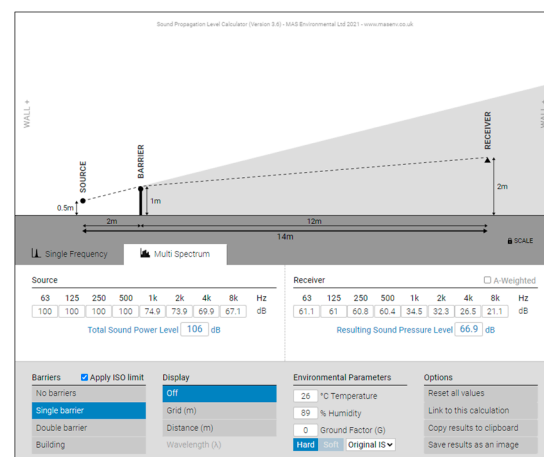 Sound Propagation Level Calculator (Version 3.6) - MAS Environmental Ltd 2021 - www.masenv.co.uk
WALL +
WALL +
SOURCE
BARRIER
RECEIVER
0.5m
1m
2m
2m
12m
14m
SCALE
Single Frequency
Multi Spectrum
Source
63 125 250 500 1k 2k 4k 8k Hz
100 100 100 100 74.9 73.9 69.9 67.1 dB
Total Sound Power Level 106 dB
Receiver
A-Weighted
63 125 250 500 1k 2k 4k 8k Hz
61.1 61 60.8 60.4 34.5 32.3 26.5 21.1 dB
Resulting Sound Pressure Level 66.9 dB
Barriers Apply ISO limit
No barriers
Single barrier
Double barrier
Building
Display
Off
Grid (m)
Distance (m)
Wavelength (λ)
Environmental Parameters
26 °C Temperature
89 % Humidity
0 Ground Factor (G)
Hard Soft Original IS
Options
Reset all values
Link to this calculation
Copy results to clipboard
Save results as an image